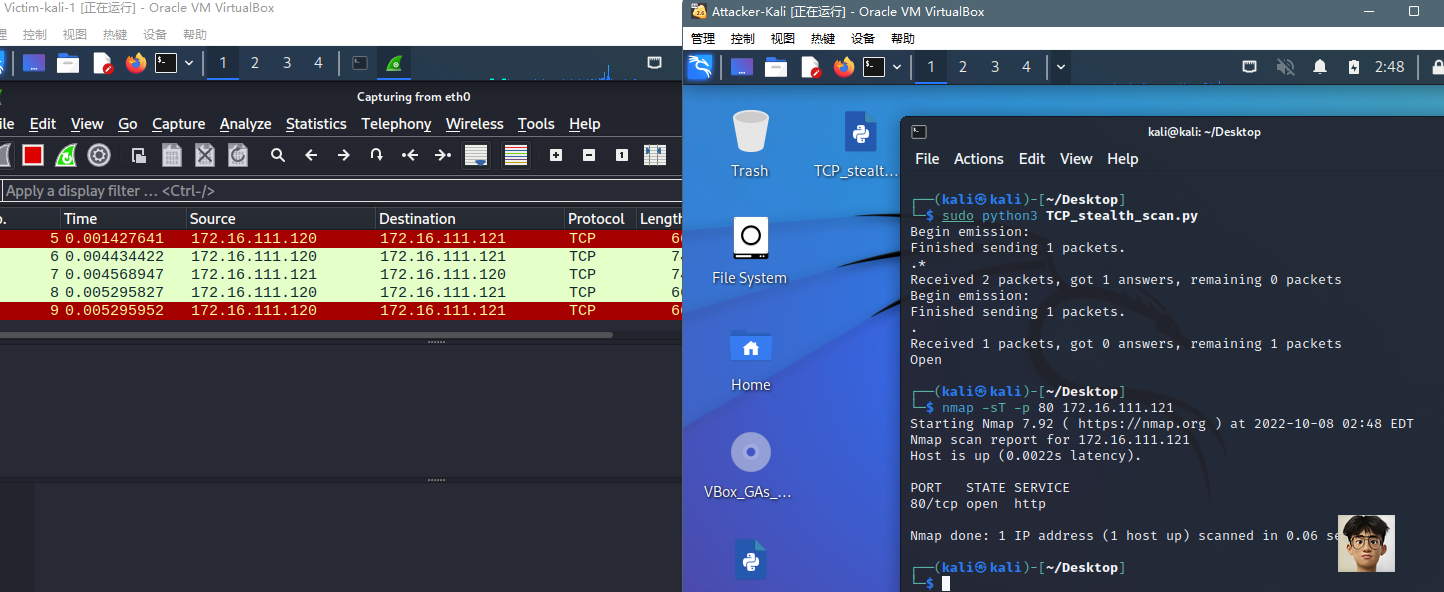 Victim-kali-1 [正在运行] - Oracle VM VirtualBox
控制 视图 热键 设备 帮助
1 2 3 4
Capturing from eth0
Edit View Go Capture Analyze Statistics Telephony Wireless Tools Help
Apply a display filter … <Ctrl-/>
Time Source Destination Protocol Length
5 0.001427641 172.16.111.120 172.16.111.121 TCP
6 0.004434422 172.16.111.120 172.16.111.121 TCP
7 0.004568947 172.16.111.121 172.16.111.120 TCP
8 0.005295827 172.16.111.120 172.16.111.121 TCP
9 0.005295952 172.16.111.120 172.16.111.121 TCP
Attacker-Kali [正在运行] - Oracle VM VirtualBox
管理 控制 视图 热键 设备 帮助
1 2 3 4 2:48
Trash
TCP_stealt...
File System
Home
VBox_GAs_...
kali@kali: ~/Desktop
File Actions Edit View Help
┌──(kali㉿kali)-[~/Desktop]
└─$ sudo python3 TCP_stealth_scan.py
Begin emission:
Finished sending 1 packets.
.*
Received 2 packets, got 1 answers, remaining 0 packets
Begin emission:
Finished sending 1 packets.
.
Received 1 packets, got 0 answers, remaining 1 packets
Open
┌──(kali㉿kali)-[~/Desktop]
└─$ nmap -sT -p 80 172.16.111.121
Starting Nmap 7.92 ( https://nmap.org ) at 2022-10-08 02:48 EDT
Nmap scan report for 172.16.111.121
Host is up (0.0022s latency).
PORT STATE SERVICE
80/tcp open http
Nmap done: 1 IP address (1 host up) scanned in 0.06
┌──(kali㉿kali)-[~/Desktop]
└─$